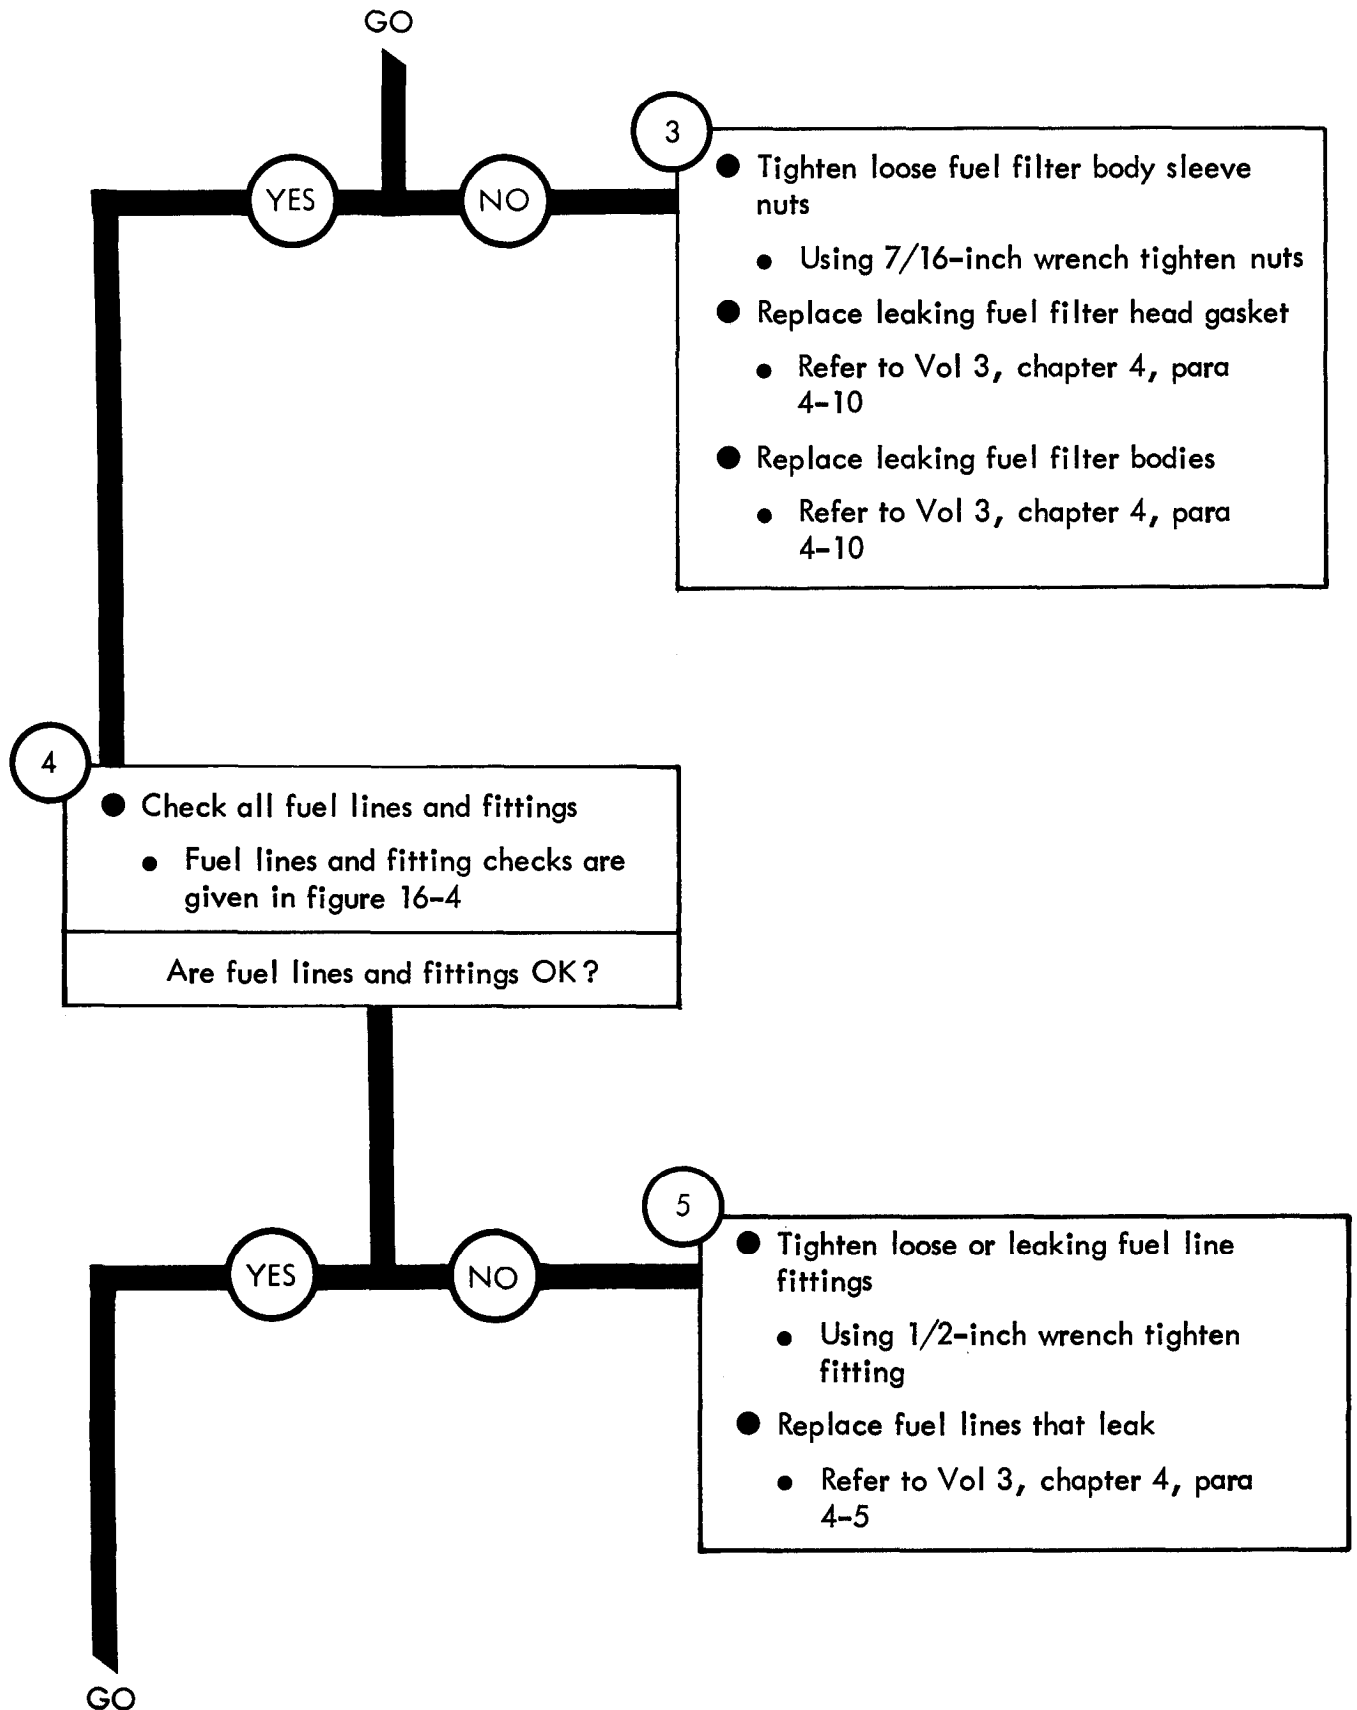 GO
YES
NO
3
● Tighten loose fuel filter body sleeve
nuts
● Using 7/16-inch wrench tighten nuts
● Replace leaking fuel filter head gasket
● Refer to Vol 3, chapter 4, para
4-10
● Replace leaking fuel filter bodies
● Refer to Vol 3, chapter 4, para
4-10
4
● Check all fuel lines and fittings
● Fuel lines and fitting checks are
given in figure 16-4
Are fuel lines and fittings OK?
YES
NO
5
● Tighten loose or leaking fuel line
fittings
● Using 1/2-inch wrench tighten
fitting
● Replace fuel lines that leak
● Refer to Vol 3, chapter 4, para
4-5
GO